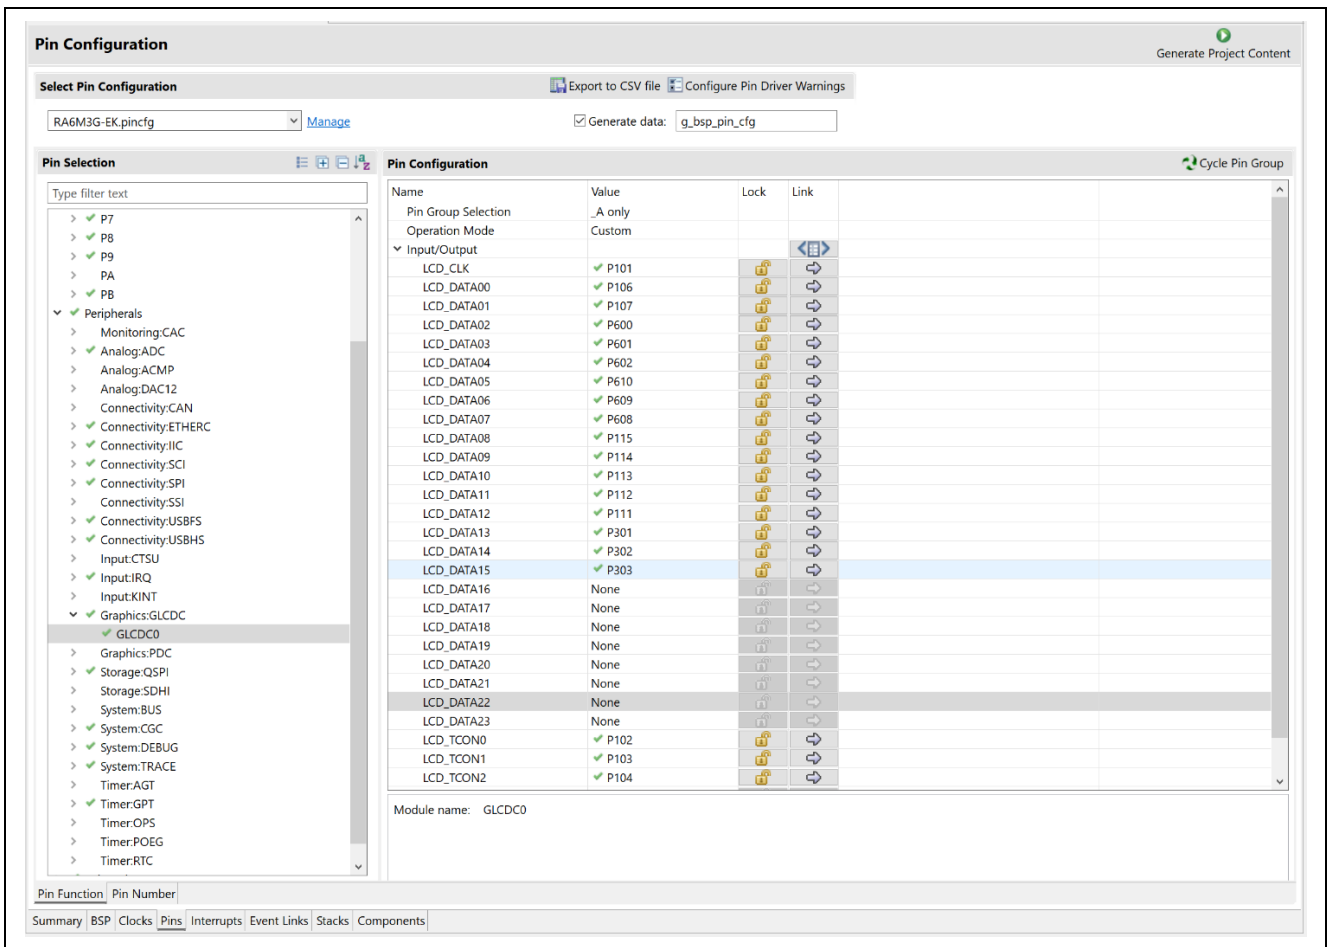 Pin Configuration
Generate Project Content
Select Pin Configuration
Export to CSV file Configure Pin Driver Warnings
RA6M3G-EK.pincfg Manage
Generate data: g_bsp_pin_cfg
Pin Selection
Type filter text
P7
P8
P9
PA
PB
Peripherals
Monitoring:CAC
Analog:ADC
Analog:ACMP
Analog:DAC12
Connectivity:CAN
Connectivity:ETHERC
Connectivity:IIC
Connectivity:SCI
Connectivity:SPI
Connectivity:SSI
Connectivity:USBFS
Connectivity:USBHS
Input:CTSU
Input:IRQ
Input:KINT
Graphics:GLCDC
GLCDC0
Graphics:PDC
Storage:QSPI
Storage:SDHI
System:BUS
System:CGC
System:DEBUG
System:TRACE
Timer:AGT
Timer:GPT
Timer:OPS
Timer:POEG
Timer:RTC
Pin Configuration
Cycle Pin Group
Name Value Lock Link
Pin Group Selection _A only
Operation Mode Custom
Input/Output
LCD_CLK P101
LCD_DATA00 P106
LCD_DATA01 P107
LCD_DATA02 P600
LCD_DATA03 P601
LCD_DATA04 P602
LCD_DATA05 P610
LCD_DATA06 P609
LCD_DATA07 P608
LCD_DATA08 P115
LCD_DATA09 P114
LCD_DATA10 P113
LCD_DATA11 P112
LCD_DATA12 P111
LCD_DATA13 P301
LCD_DATA14 P302
LCD_DATA15 P303
LCD_DATA16 None
LCD_DATA17 None
LCD_DATA18 None
LCD_DATA19 None
LCD_DATA20 None
LCD_DATA21 None
LCD_DATA22 None
LCD_DATA23 None
LCD_TCON0 P102
LCD_TCON1 P103
LCD_TCON2 P104
Module name: GLCDC0
Pin Function Pin Number
Summary BSP Clocks Pins Interrupts Event Links Stacks Components